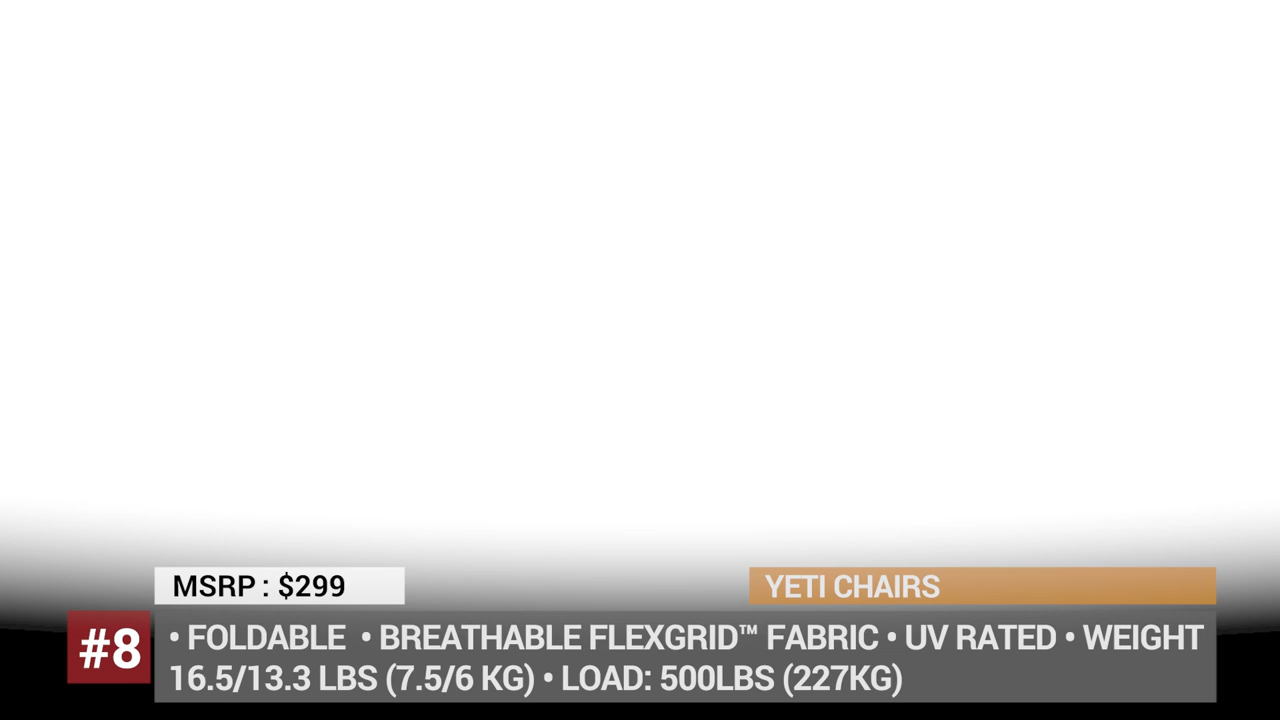 MSRP : $299
YETI CHAIRS
#8
• FOLDABLE • BREATHABLE FLEXGRID™ FABRIC • UV RATED • WEIGHT
16.5/13.3 LBS (7.5/6 KG) • LOAD: 500LBS (227KG)